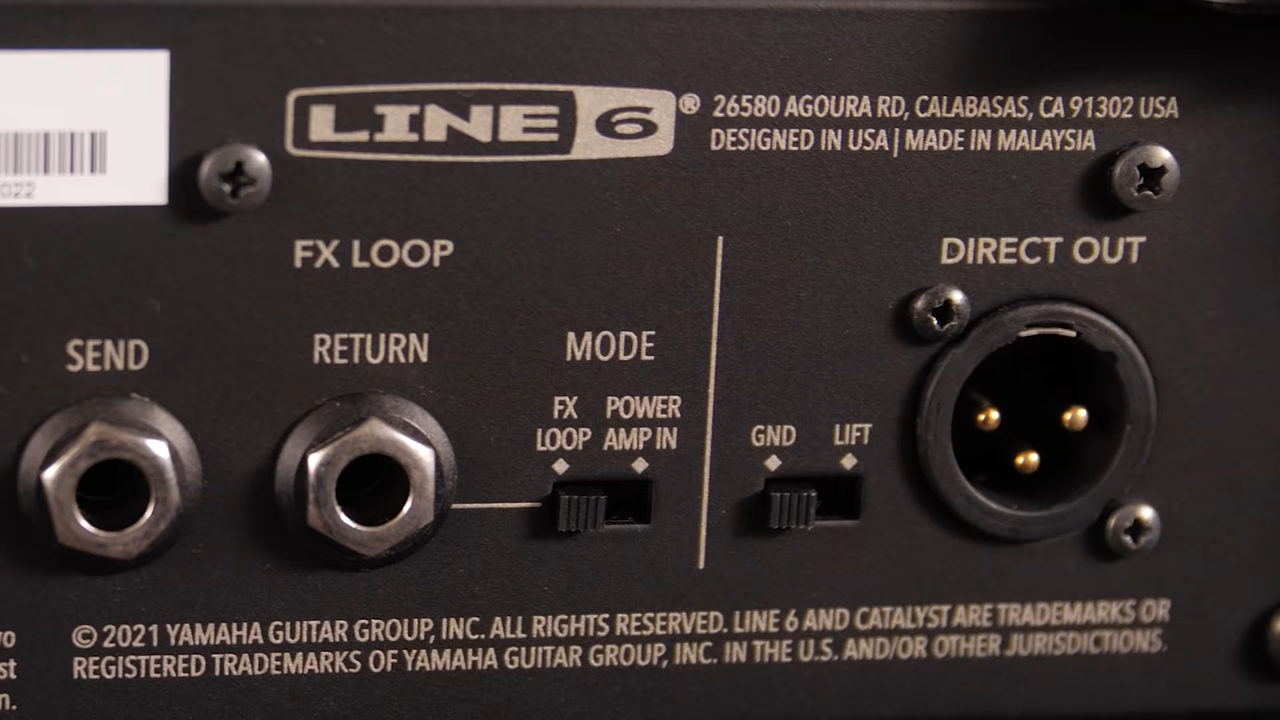 LINE 6® 26580 AGOURA RD, CALABASAS, CA 91302 USA
DESIGNED IN USA | MADE IN MALAYSIA
022
FX LOOP
DIRECT OUT
SEND RETURN MODE
FX LOOP
POWER AMP IN
GND LIFT
© 2021 YAMAHA GUITAR GROUP, INC. ALL RIGHTS RESERVED. LINE 6 AND CATALYST ARE TRADEMARKS OR
REGISTERED TRADEMARKS OF YAMAHA GUITAR GROUP, INC. IN THE U.S. AND/OR OTHER JURISDICTIONS.